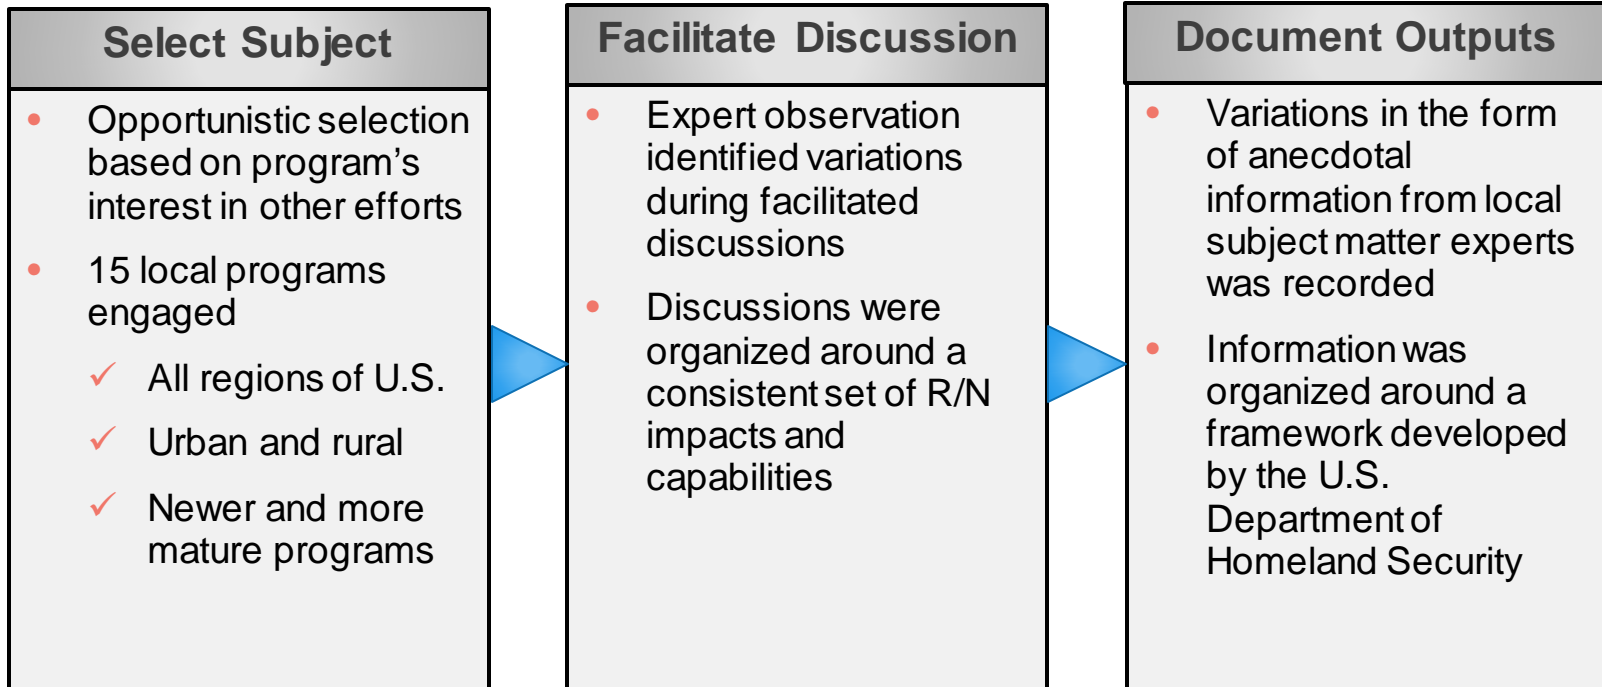 Select Subject
• Opportunistic selection
based on program’s
interest in other efforts
• 15 local programs
engaged
✓ All regions of U.S.
✓ Urban and rural
✓ Newer and more
mature programs
Facilitate Discussion
• Expert observation
identified variations
during facilitated
discussions
• Discussions were
organized around a
consistent set of R/N
impacts and
capabilities
Document Outputs
• Variations in the form
of anecdotal
information from local
subject matter experts
was recorded
• Information was
organized around a
framework developed
by the U.S.
Department of
Homeland Security